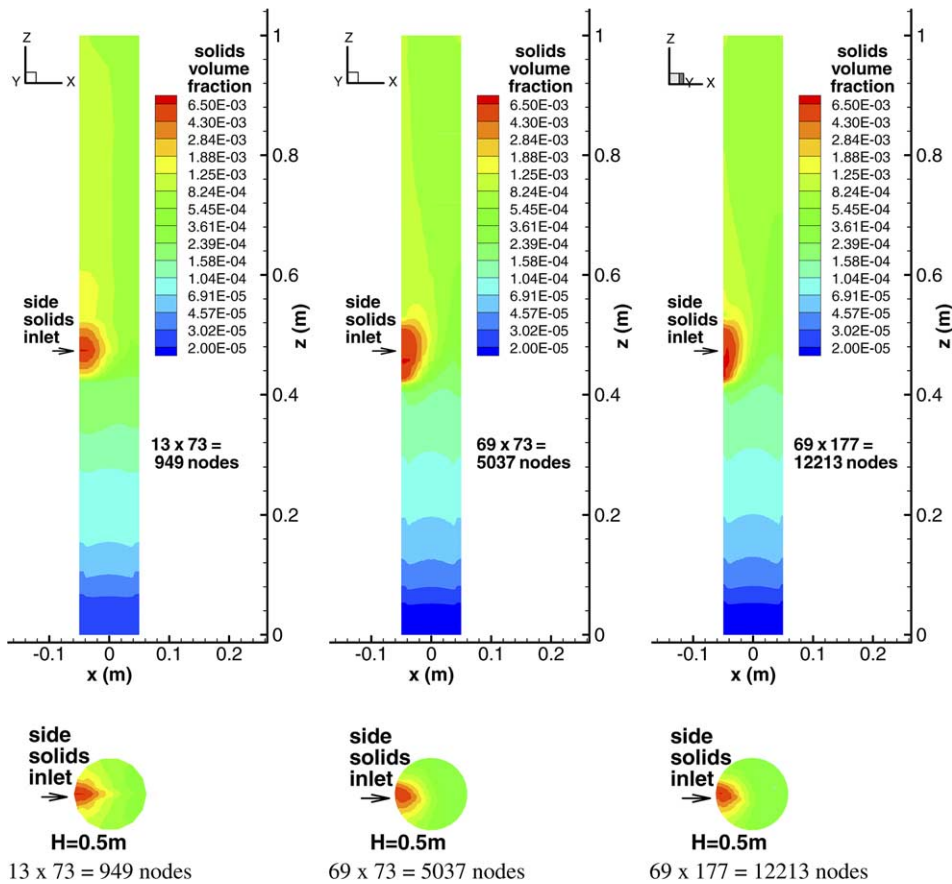 Z
Y
X
solids
volume
fraction
6.50E-03
4.30E-03
2.84E-03
1.88E-03
1.25E-03
8.24E-04
5.45E-04
3.61E-04
2.39E-04
1.58E-04
1.04E-04
6.91E-05
4.57E-05
3.02E-05
2.00E-05
side
solids
inlet
13 x 73 =
949 nodes
1
0.8
0.6
0.4
0.2
0
z (m)
-0.1
0
0.1
0.2
x (m)
Z
Y
X
solids
volume
fraction
6.50E-03
4.30E-03
2.84E-03
1.88E-03
1.25E-03
8.24E-04
5.45E-04
3.61E-04
2.39E-04
1.58E-04
1.04E-04
6.91E-05
4.57E-05
3.02E-05
2.00E-05
side
solids
inlet
69 x 73 =
5037 nodes
1
0.8
0.6
0.4
0.2
0
z (m)
-0.1
0
0.1
0.2
x (m)
Z
Y
X
solids
volume
fraction
6.50E-03
4.30E-03
2.84E-03
1.88E-03
1.25E-03
8.24E-04
5.45E-04
3.61E-04
2.39E-04
1.58E-04
1.04E-04
6.91E-05
4.57E-05
3.02E-05
2.00E-05
side
solids
inlet
69 x 177 =
12213 nodes
1
0.8
0.6
0.4
0.2
0
z (m)
-0.1
0
0.1
0.2
x (m)
side
solids
inlet
H=0.5m
13 x 73 = 949 nodes
side
solids
inlet
H=0.5m
69 x 73 = 5037 nodes
side
solids
inlet
H=0.5m
69 x 177 = 12213 nodes